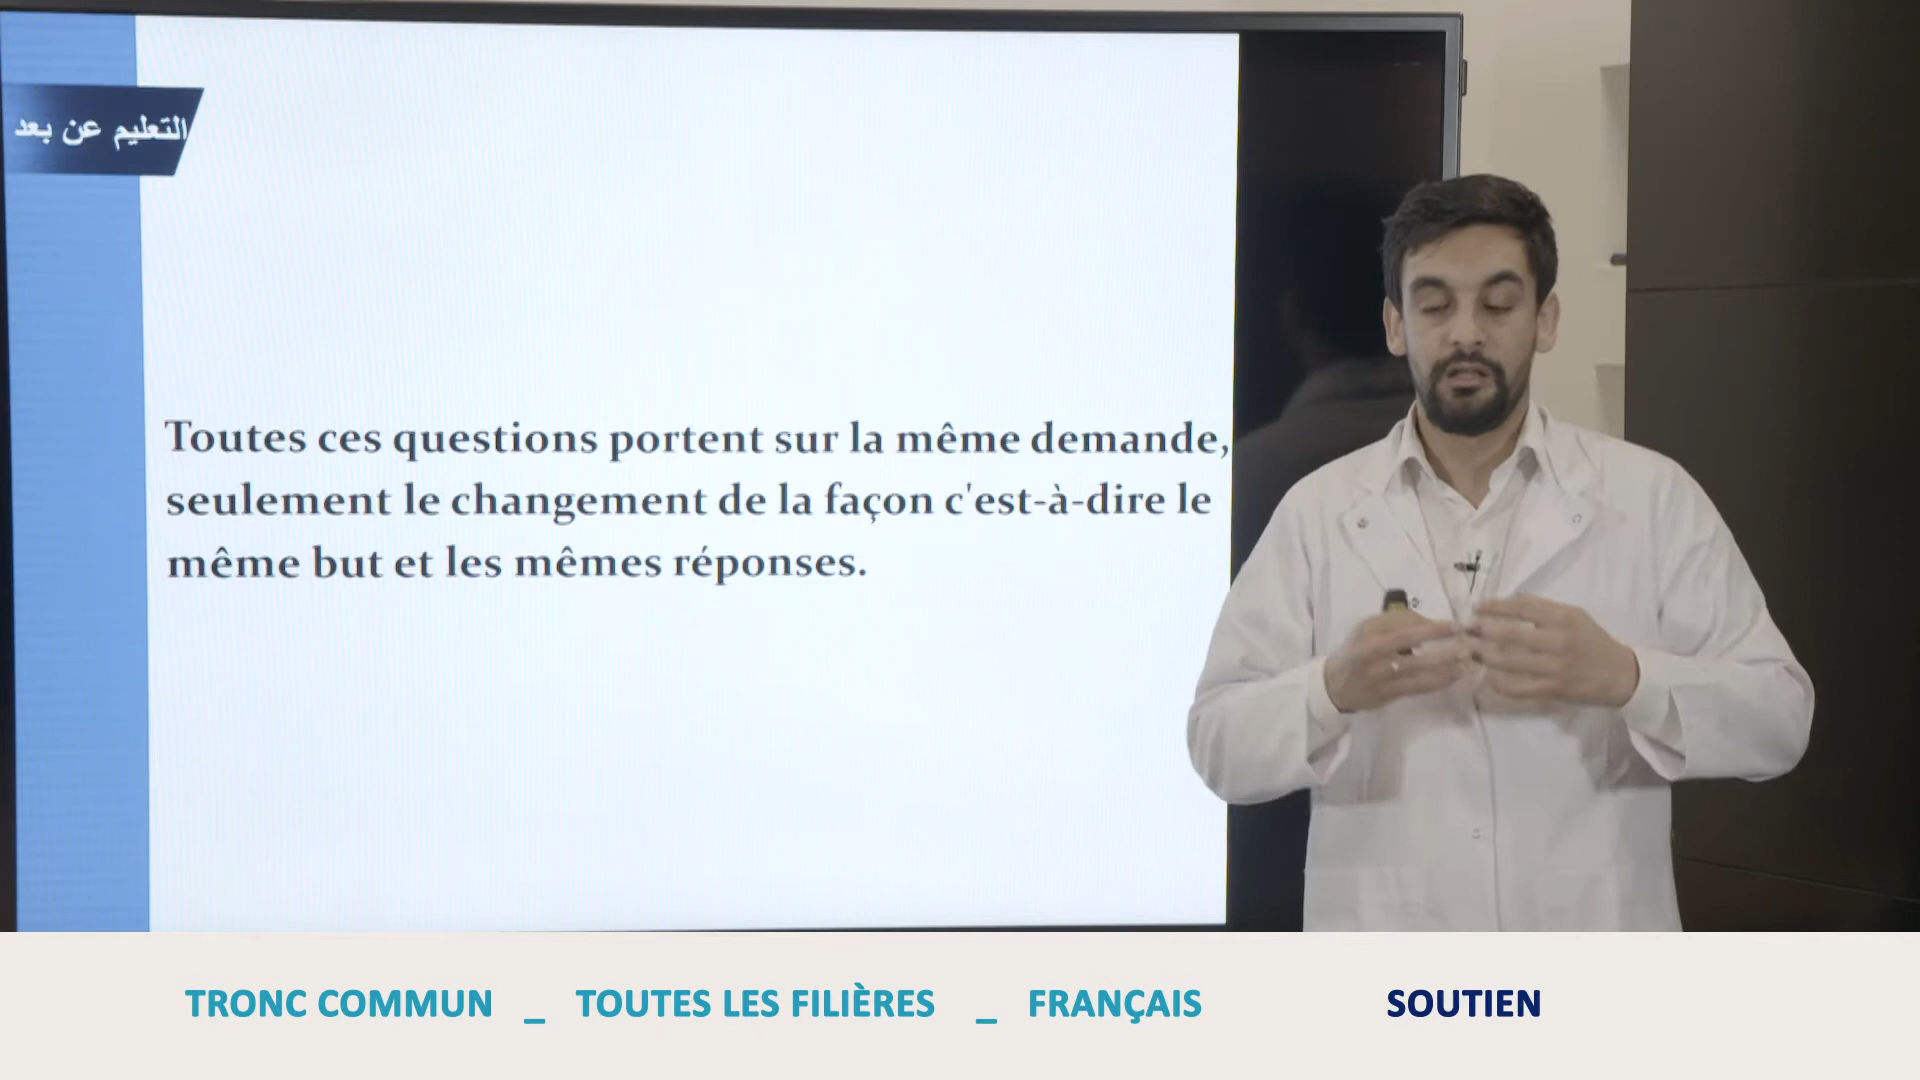 التعليم عن بعد
Toutes ces questions portent sur la même demande,
seulement le changement de la façon c'est-à-dire le
même but et les mêmes réponses.
TRONC COMMUN _ TOUTES LES FILIÈRES _ FRANÇAIS SOUTIEN